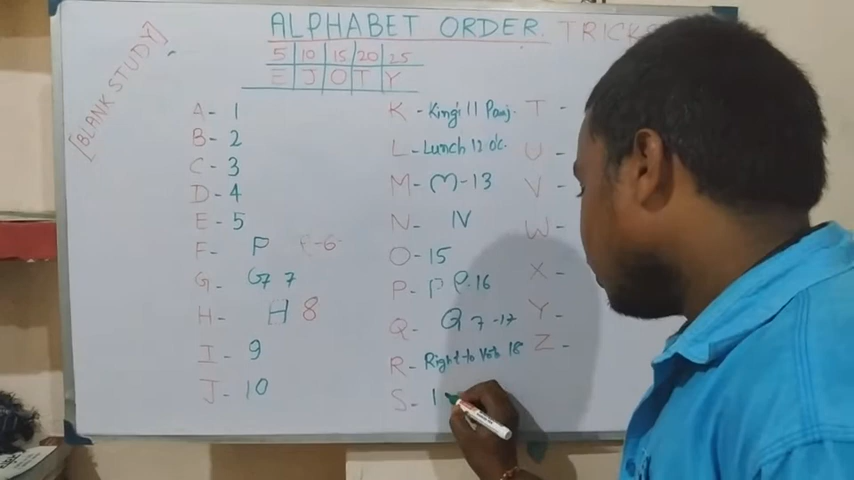 ALPHABET ORDER TRICKS
[BLANK STUDY]
5 10 15 20 25
E J O T Y
A - 1
B - 2
C - 3
D - 4
E - 5
F - P F-6
G - G7 7
H - H 8
I - 9
J - 10
K - King's 11 Panj.
L - Lunch 12 o'c.
M - M-13
N - IV
O - 15
P - P P-16
Q - Q 7-17
R - Right to Vote 18
S - 1
T -
U -
V -
W -
X -
Y -
Z -